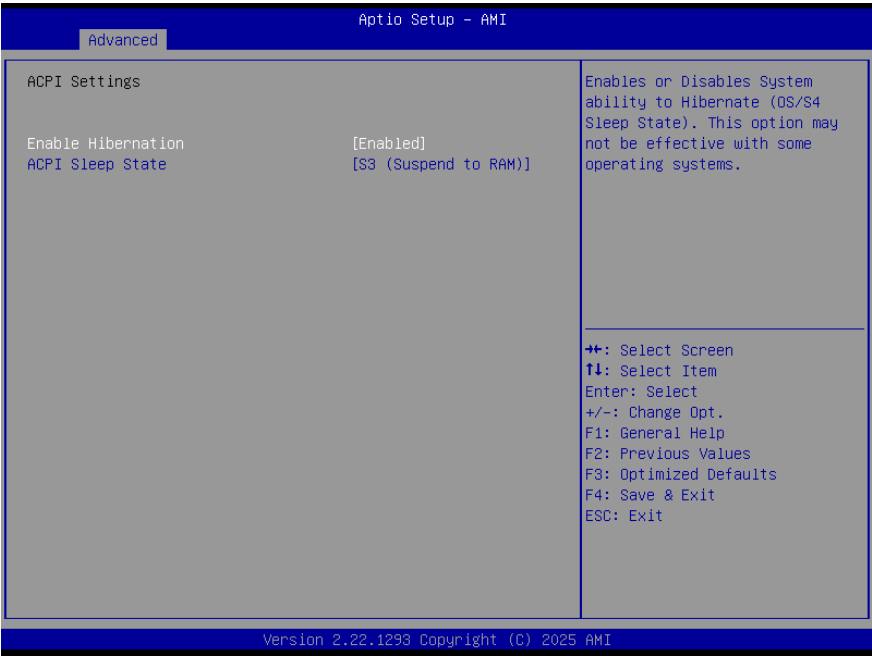 Aptio Setup – AMI
Advanced
ACPI Settings
Enable Hibernation [Enabled]
ACPI Sleep State [S3 (Suspend to RAM)]
Enables or Disables System
ability to Hibernate (OS/S4
Sleep State). This option may
not be effective with some
operating systems.
→←: Select Screen
↑↓: Select Item
Enter: Select
+/-: Change Opt.
F1: General Help
F2: Previous Values
F3: Optimized Defaults
F4: Save & Exit
ESC: Exit
Version 2.22.1293 Copyright (C) 2025 AMI